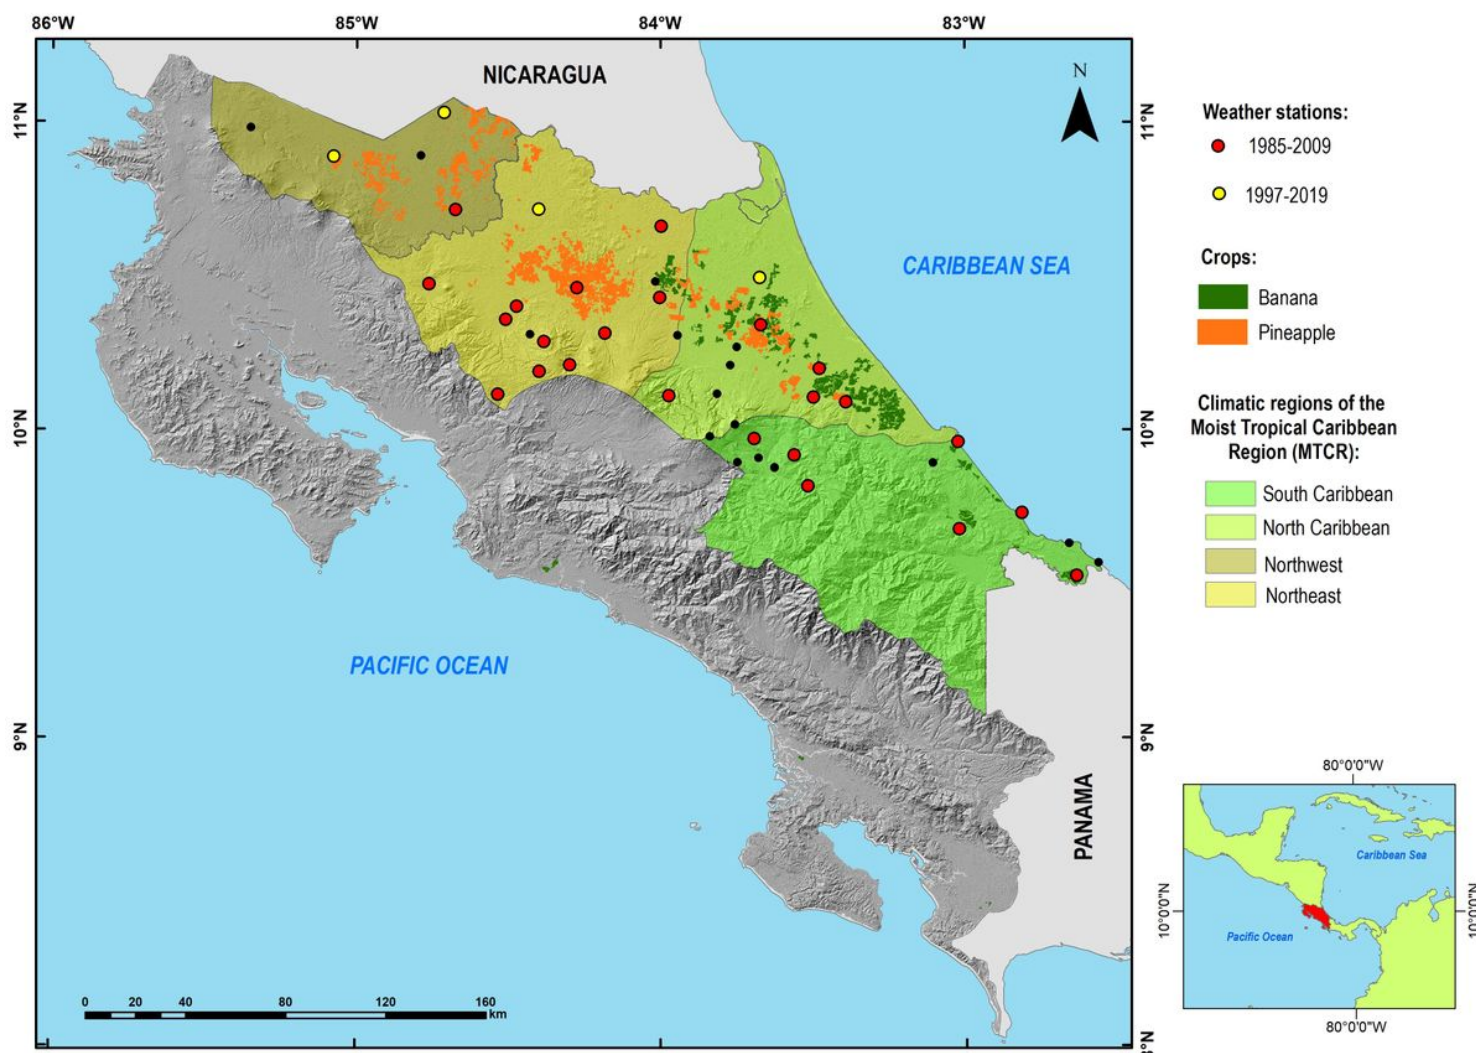 86°W
85°W
84°W
83°W
NICARAGUA
N
11°N
11°N
CARIBBEAN SEA
10°N
10°N
PACIFIC OCEAN
9°N
9°N
PANAMA
8°N
0 20 40 80 120 160
km
Weather stations:
1985-2009
1997-2019
Crops:
Banana
Pineapple
Climatic regions of the
Moist Tropical Caribbean
Region (MTCR):
South Caribbean
North Caribbean
Northwest
Northeast
80°0'0"W
Caribbean Sea
10°0'0"N
10°0'0"N
Pacific Ocean
80°0'0"W